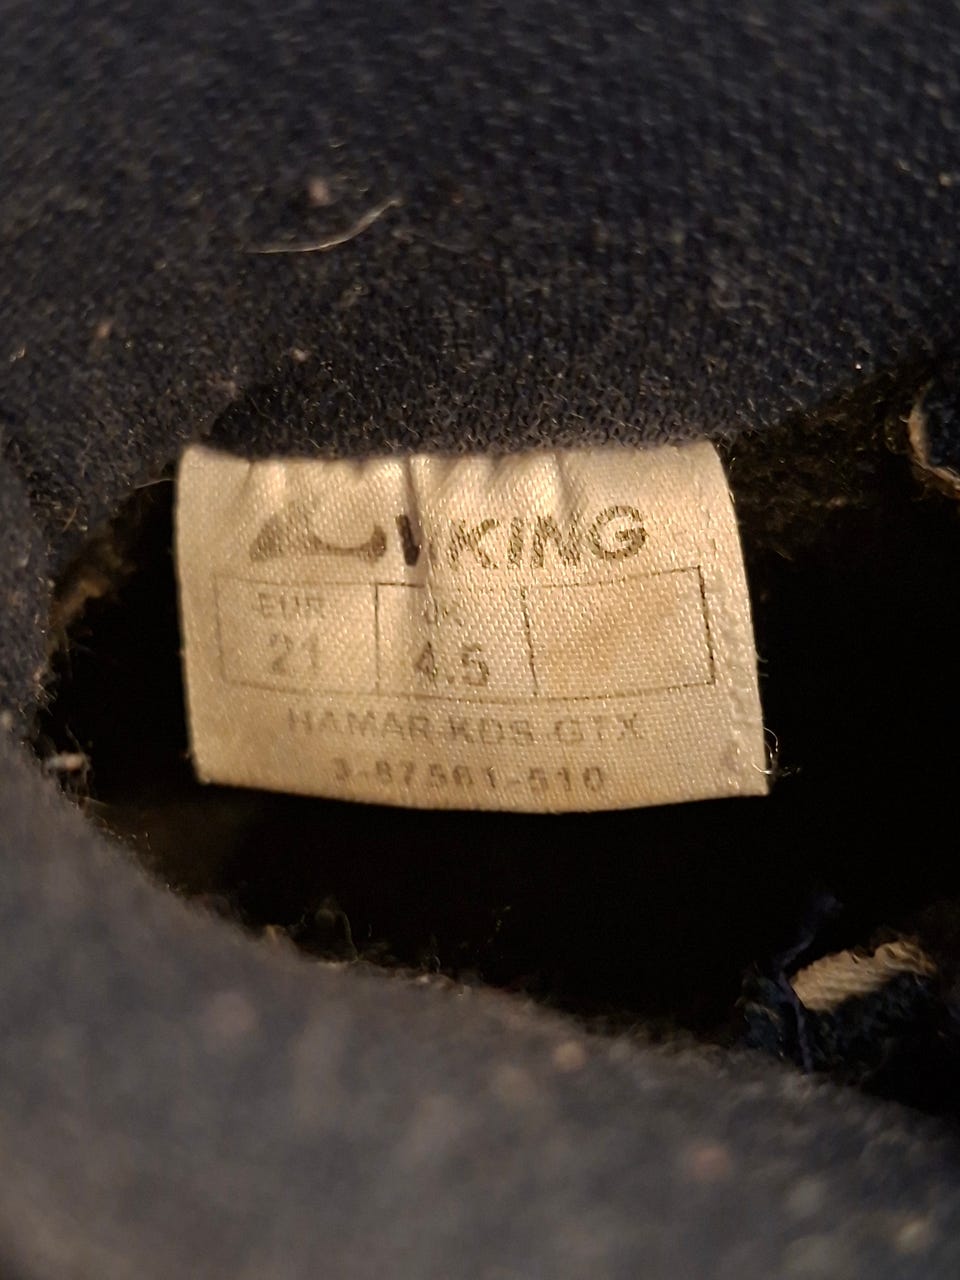 VIKING
EUR UK
21 4.5
HAMAR KDS GTX
3-87561-510